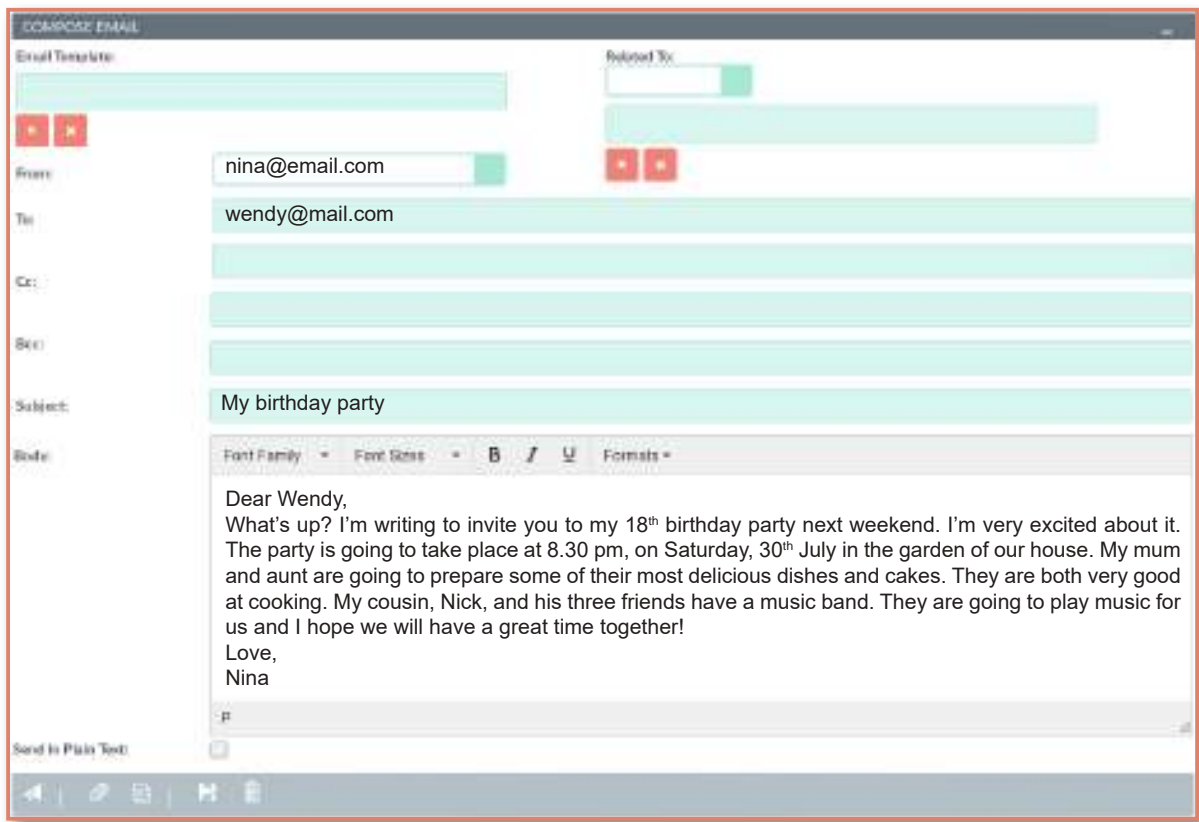 COMPOSE EMAIL
Email Template:
Related To:
From:
nina@email.com
To:
wendy@mail.com
Cc:
Bcc:
Subject:
My birthday party
Body:
Font Family Font Sizes B I U Formats
Dear Wendy,
What’s up? I’m writing to invite you to my 18th birthday party next weekend. I’m very excited about it.
The party is going to take place at 8.30 pm, on Saturday, 30th July in the garden of our house. My mum
and aunt are going to prepare some of their most delicious dishes and cakes. They are both very good
at cooking. My cousin, Nick, and his three friends have a music band. They are going to play music for
us and I hope we will have a great time together!
Love,
Nina
p
Send In Plain Text: